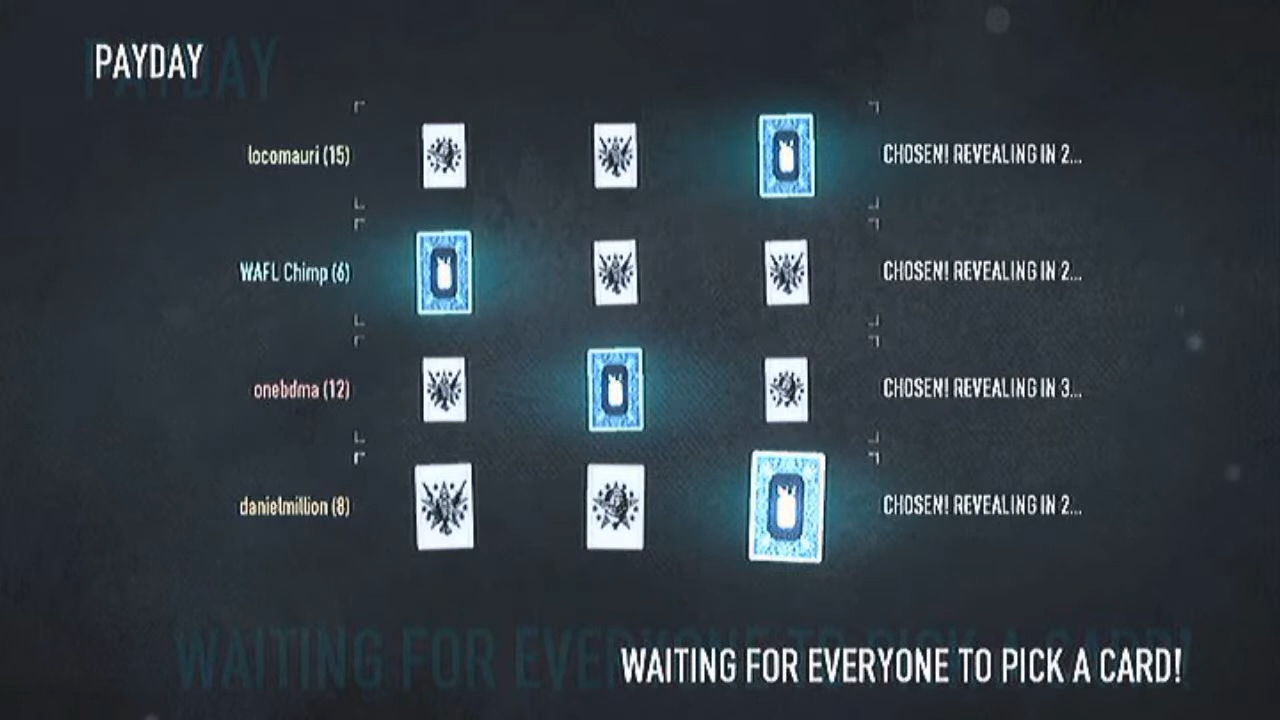 PAYDAY
locomauri (15)
CHOSEN! REVEALING IN 2...
WAFL Chimp (6)
CHOSEN! REVEALING IN 2...
onebdma (12)
CHOSEN! REVEALING IN 3...
danielmillion (8)
CHOSEN! REVEALING IN 2...
WAITING FOR EVERYONE TO PICK A CARD!